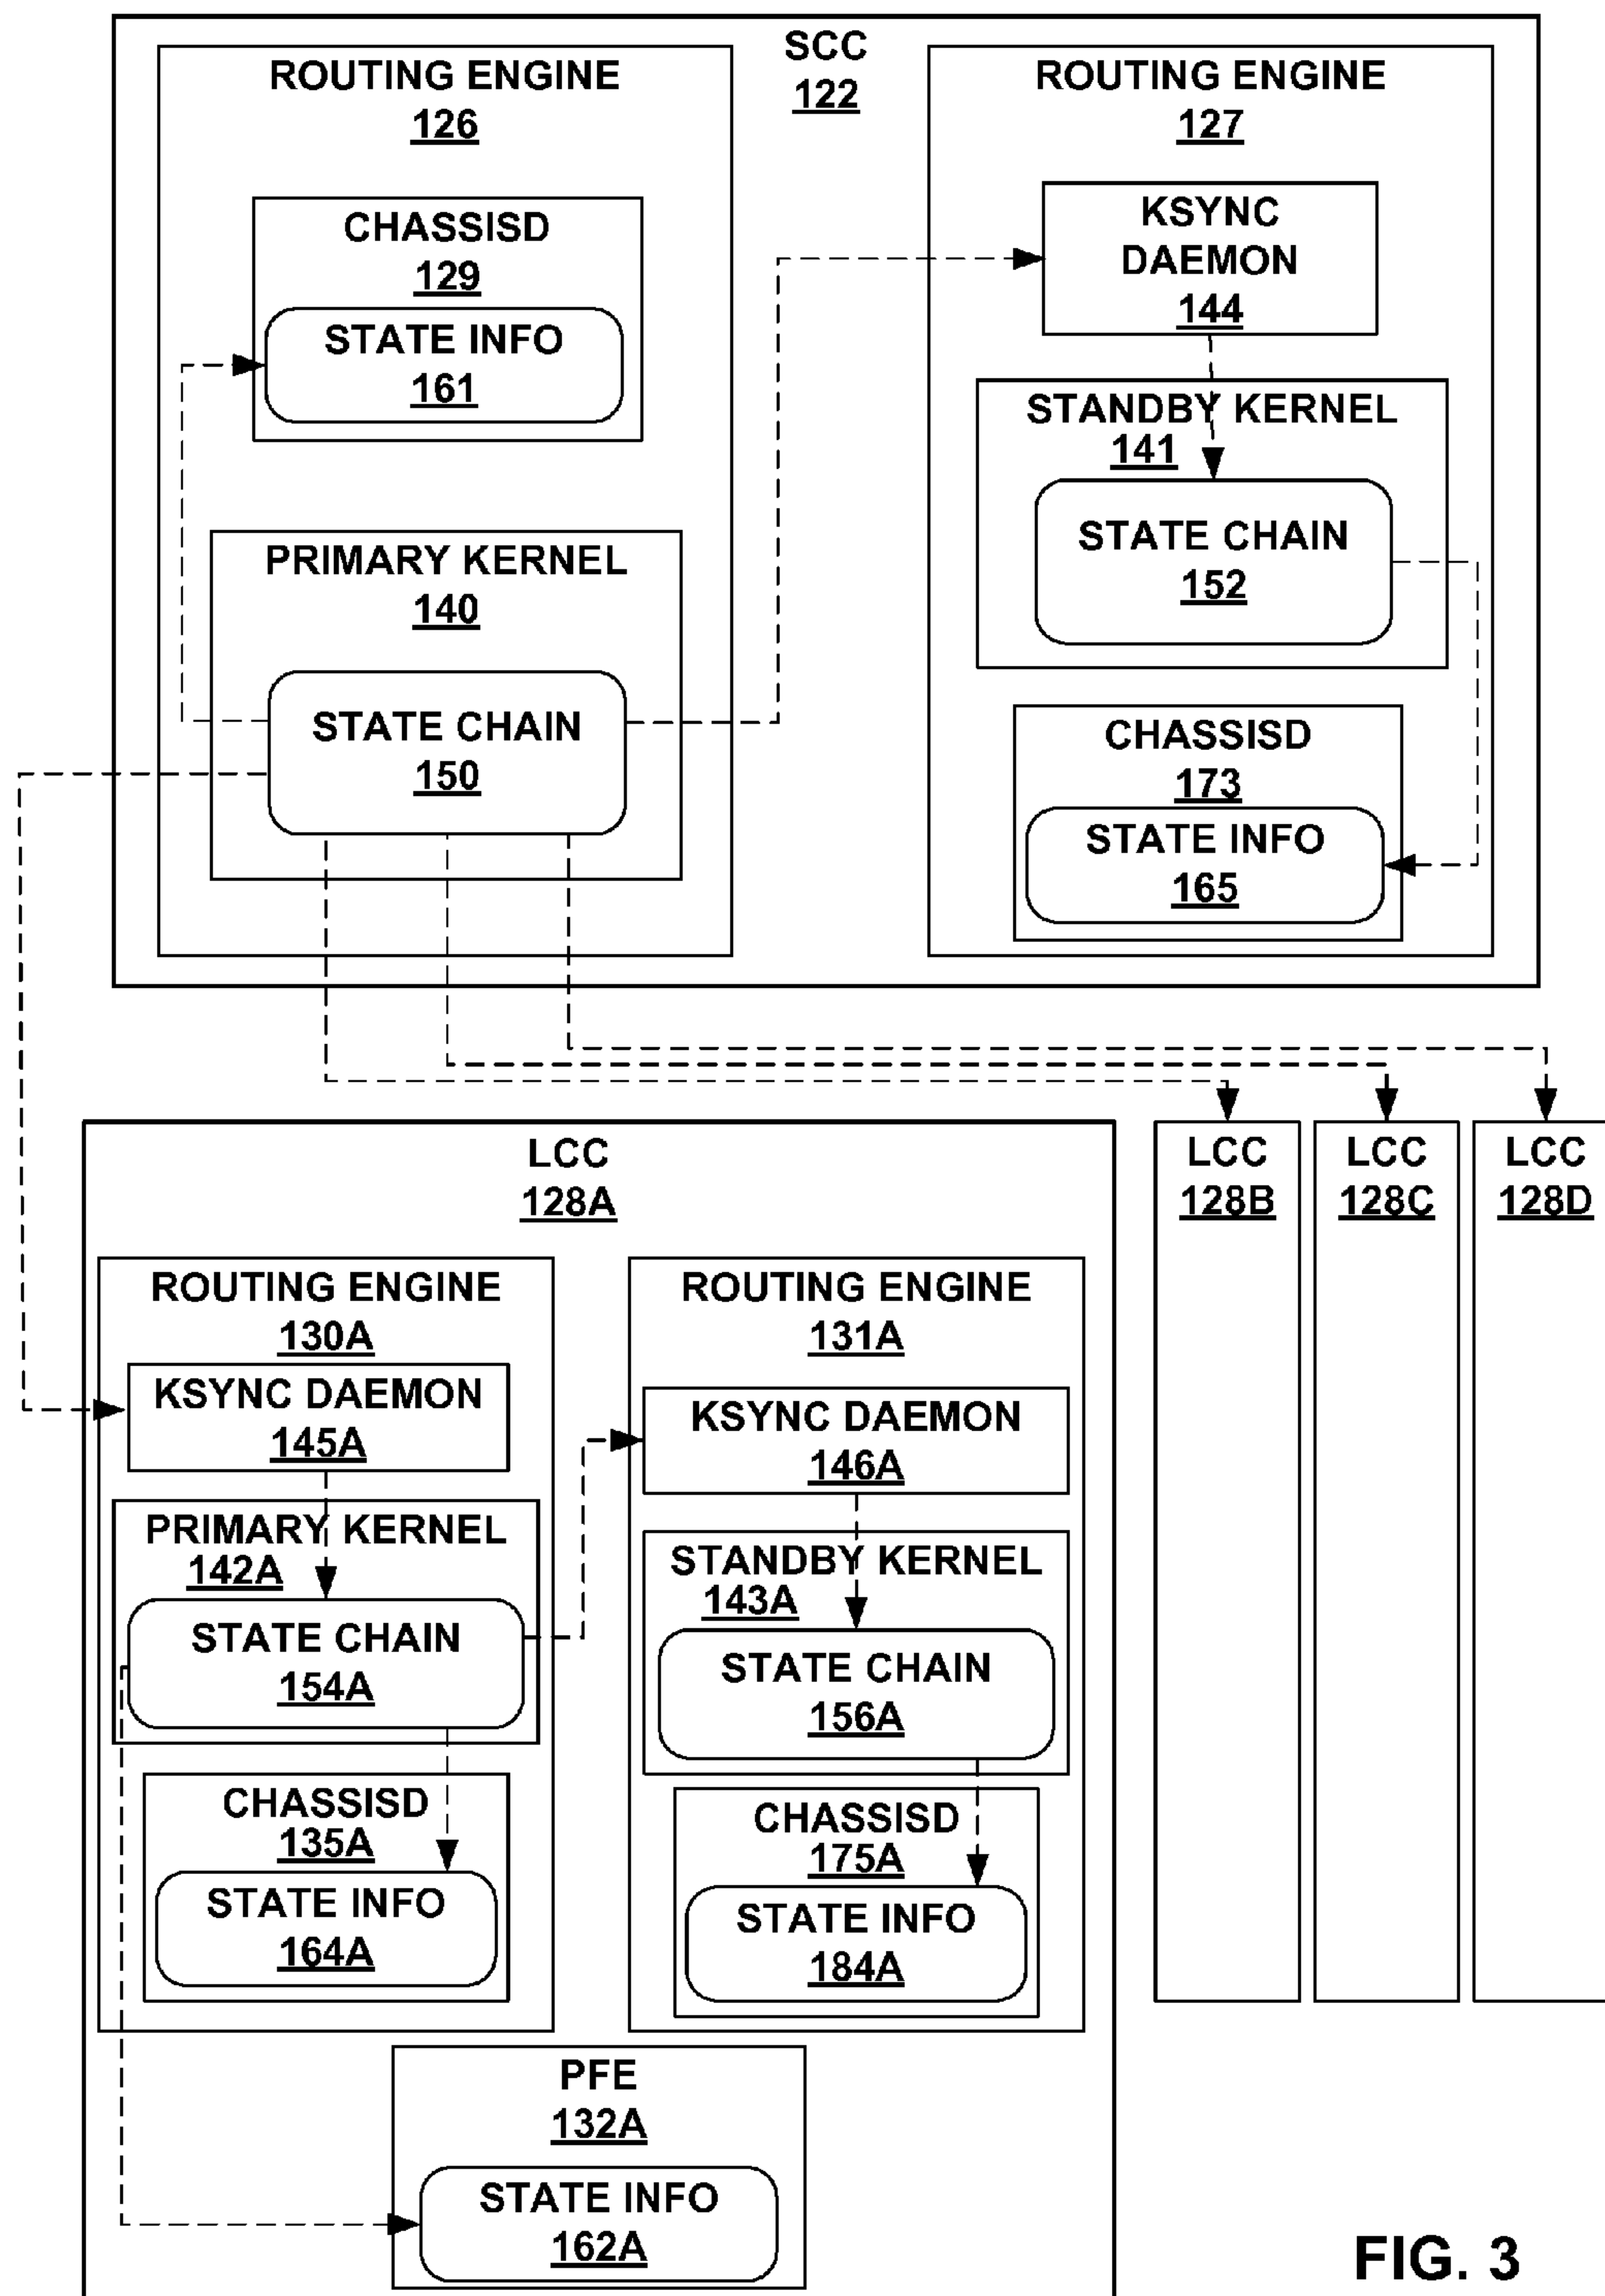 SCC
122
ROUTING ENGINE
126
CHASSISD
129
STATE INFO
161
PRIMARY KERNEL
140
STATE CHAIN
150
ROUTING ENGINE
127
KSYNC
DAEMON
144
STANDBY KERNEL
141
STATE CHAIN
152
CHASSISD
173
STATE INFO
165
LCC
128A
ROUTING ENGINE
130A
KSYNC DAEMON
145A
PRIMARY KERNEL
142A
STATE CHAIN
154A
CHASSISD
135A
STATE INFO
164A
ROUTING ENGINE
131A
KSYNC DAEMON
146A
STANDBY KERNEL
143A
STATE CHAIN
156A
CHASSISD
175A
STATE INFO
184A
PFE
132A
STATE INFO
162A
LCC
128B
LCC
128C
LCC
128D
FIG. 3